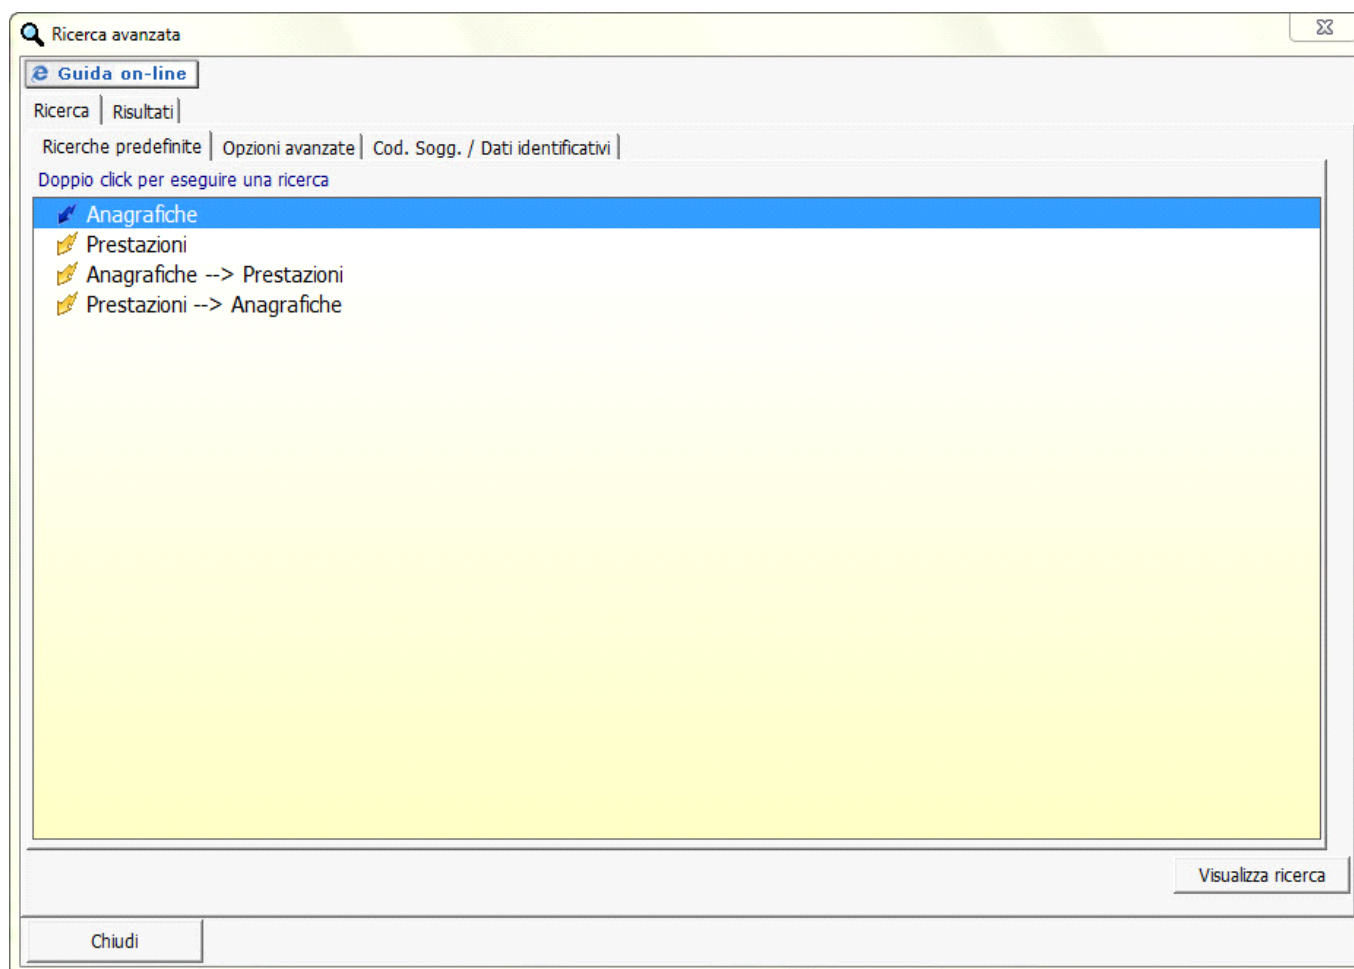 Ricerca avanzata
Guida on-line
Ricerca Risultati
Ricerche predefinite Opzioni avanzate Cod. Sogg. / Dati identificativi
Doppio click per eseguire una ricerca
Anagrafiche
Prestazioni
Anagrafiche --> Prestazioni
Prestazioni --> Anagrafiche
Visualizza ricerca
Chiudi